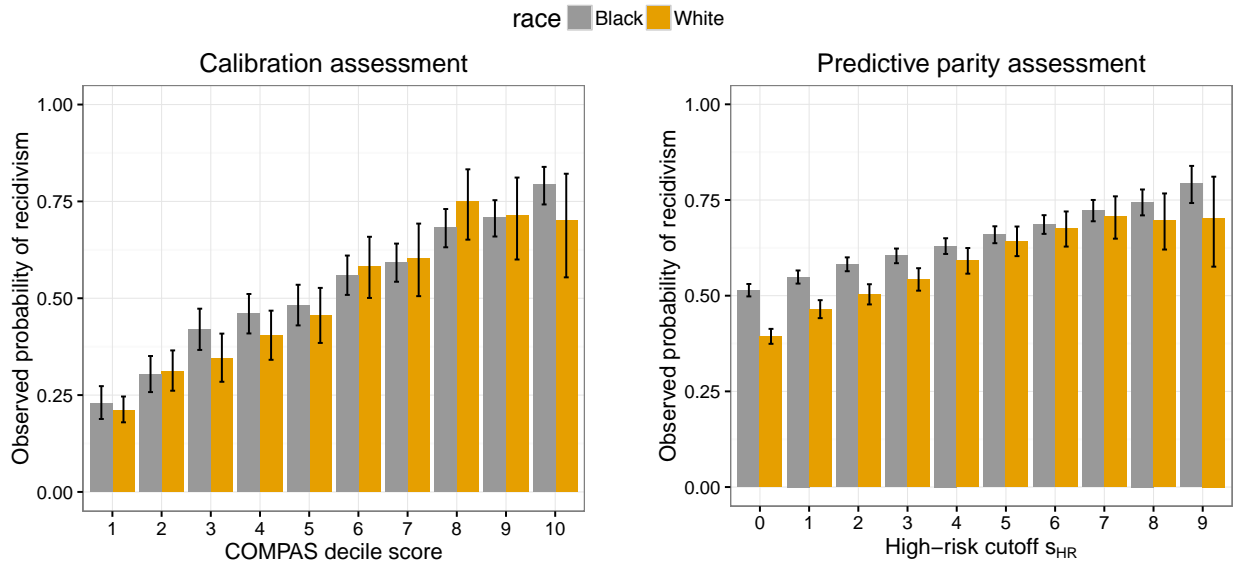 race Black White
Calibration assessment
Observed probability of recidivism
1.00
0.75
0.50
0.25
0.00
1 2 3 4 5 6 7 8 9 10
COMPAS decile score
Predictive parity assessment
Observed probability of recidivism
1.00
0.75
0.50
0.25
0.00
0 1 2 3 4 5 6 7 8 9
High−risk cutoff sHR